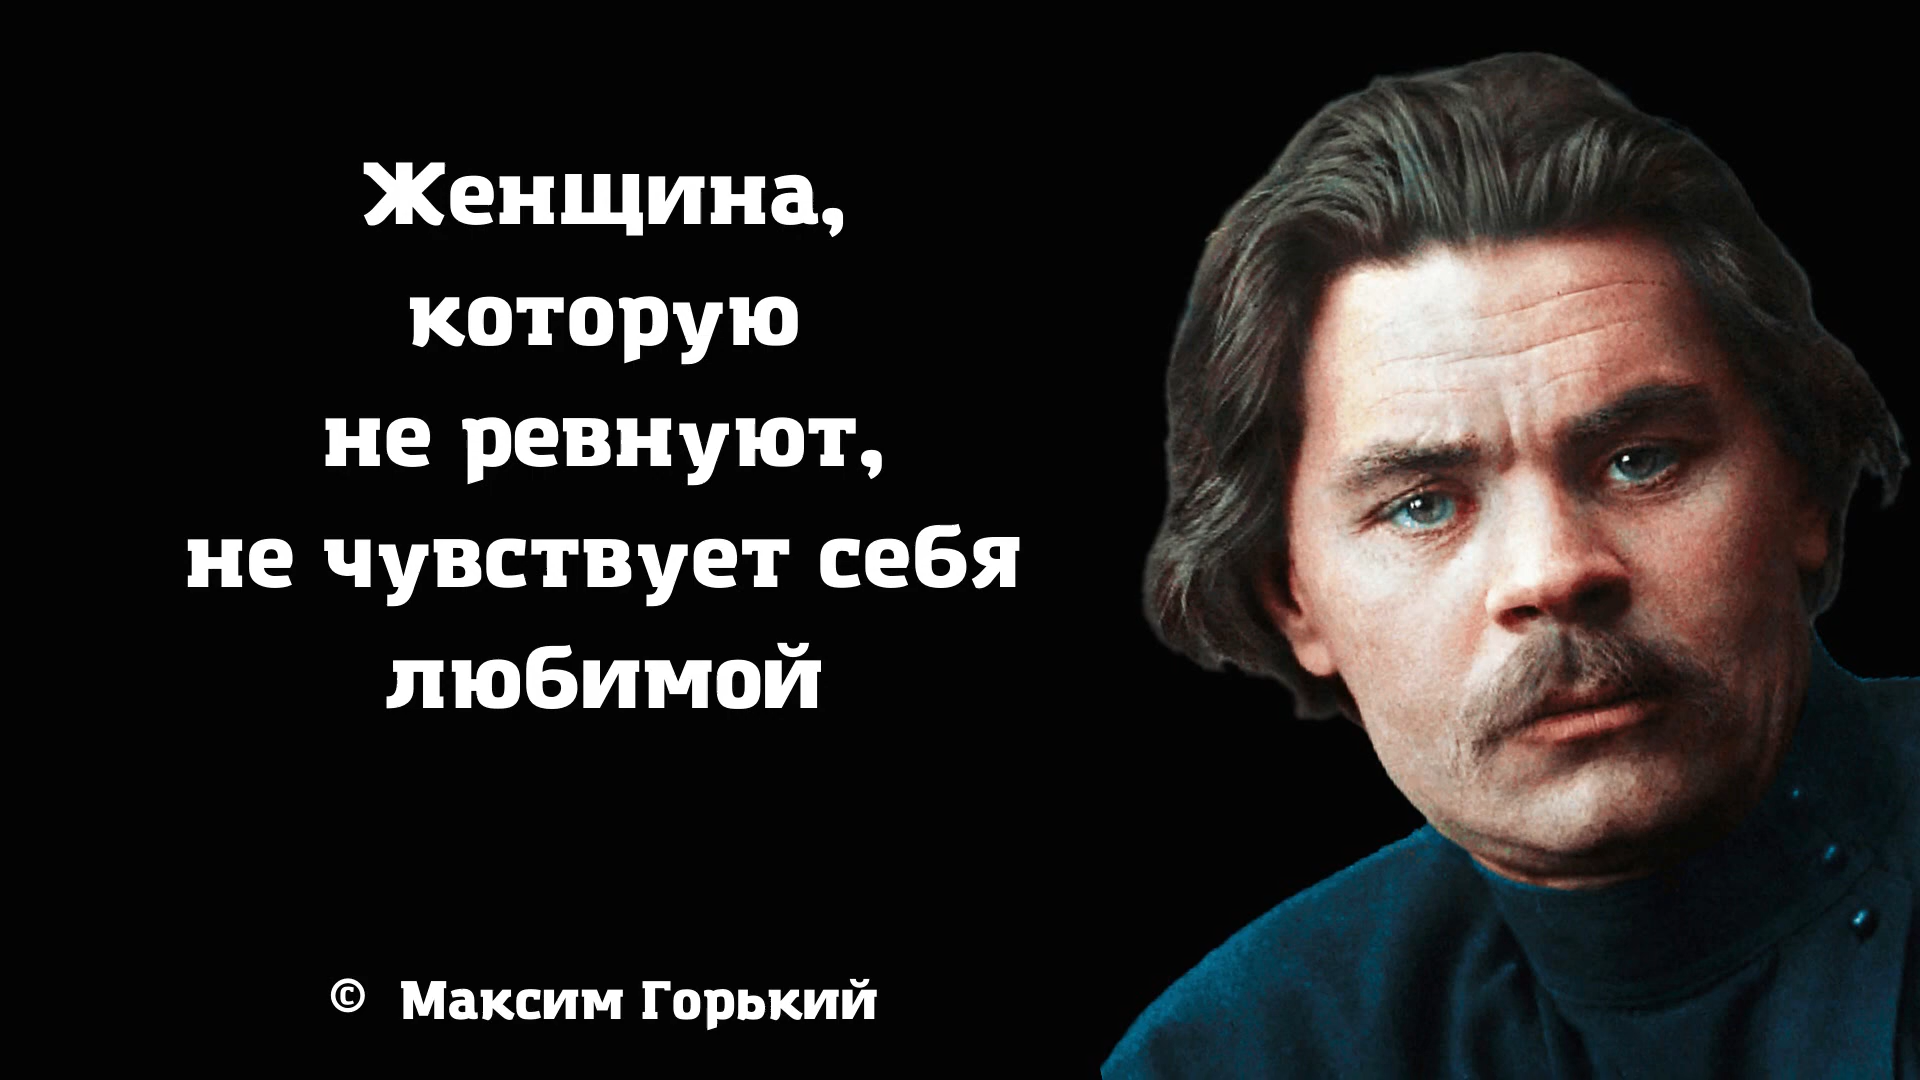 Женщина,
которую
не ревнуют,
не чувствует себя
любимой
© Максим Горький